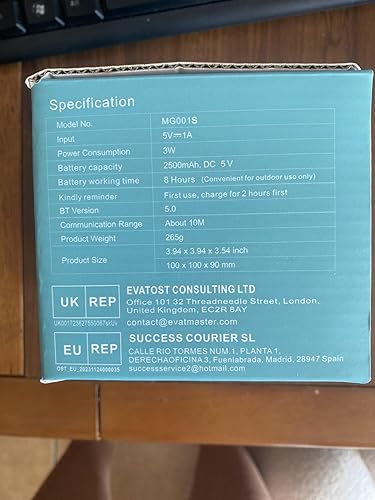 Specification
Model No. MG001S
Input 5V⎓1A
Power Consumption 3W
Battery capacity 2500mAh, DC 5V
Battery working time 8 Hours (Convenient for outdoor use only)
Kindly reminder First use, charge for 2 hours first
BT Version 5.0
Communication Range About 10M
Product Weight 265g
Product Size 3.94 x 3.94 x 3.54 inch
100 x 100 x 90 mm
UK REP
EVATOST CONSULTING LTD
Office 101 32 Threadneedle Street, London,
United Kingdom, EC2R 8AY
contact@evatmaster.com
EU REP
SUCCESS COURIER SL
CALLE RIO TORMES NUM.1, PLANTA 1,
DERECHAOFICINA 3, Fuenlabrada, Madrid, 28947 Spain
successservice2@hotmail.com
OST_EU_20231124000035